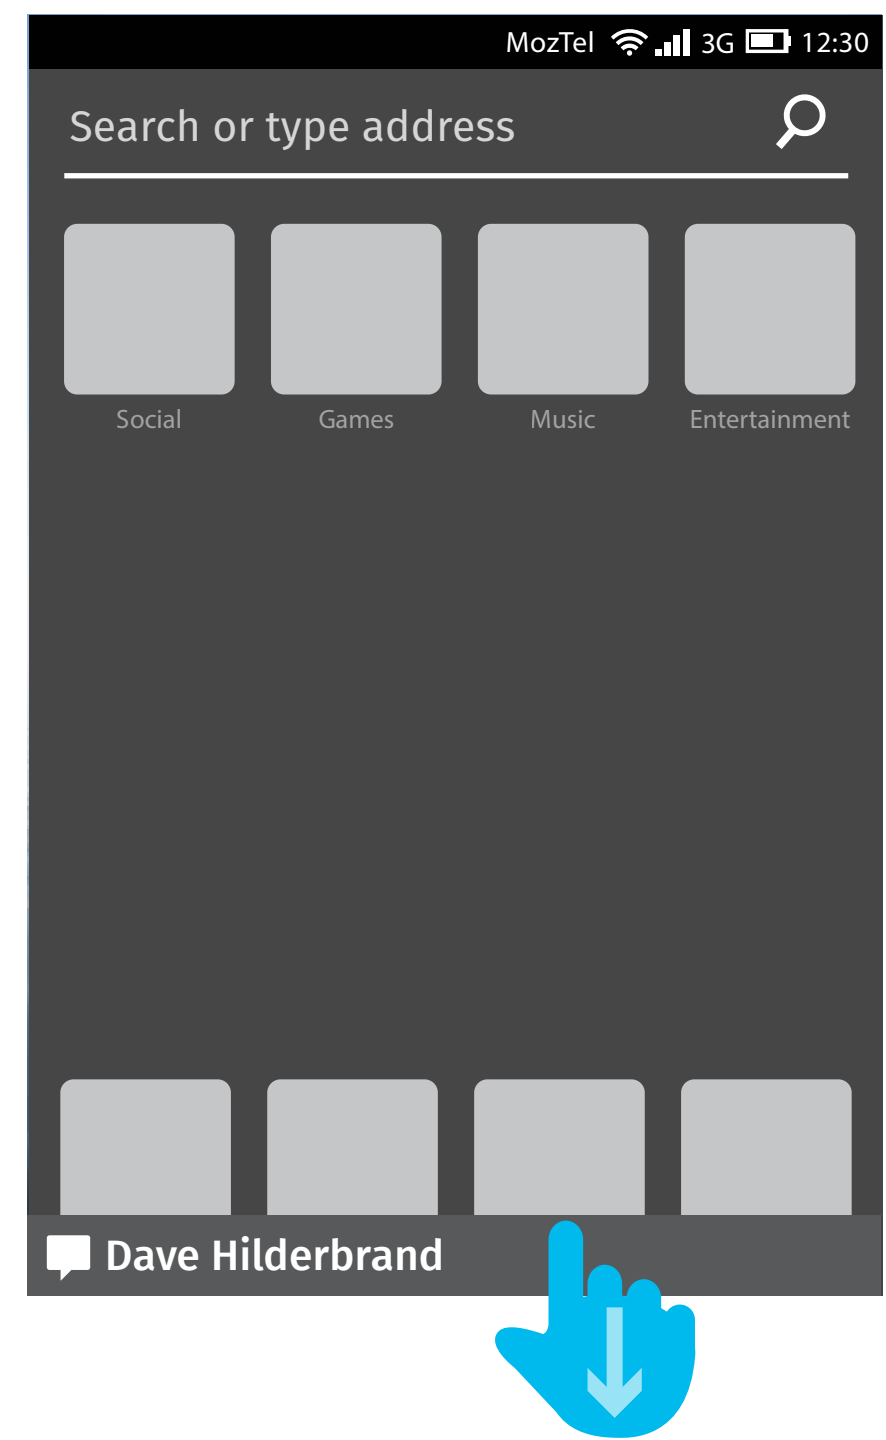 MozTel 3G 12:30
Search or type address
Social Games Music Entertainment
Dave Hilderbrand